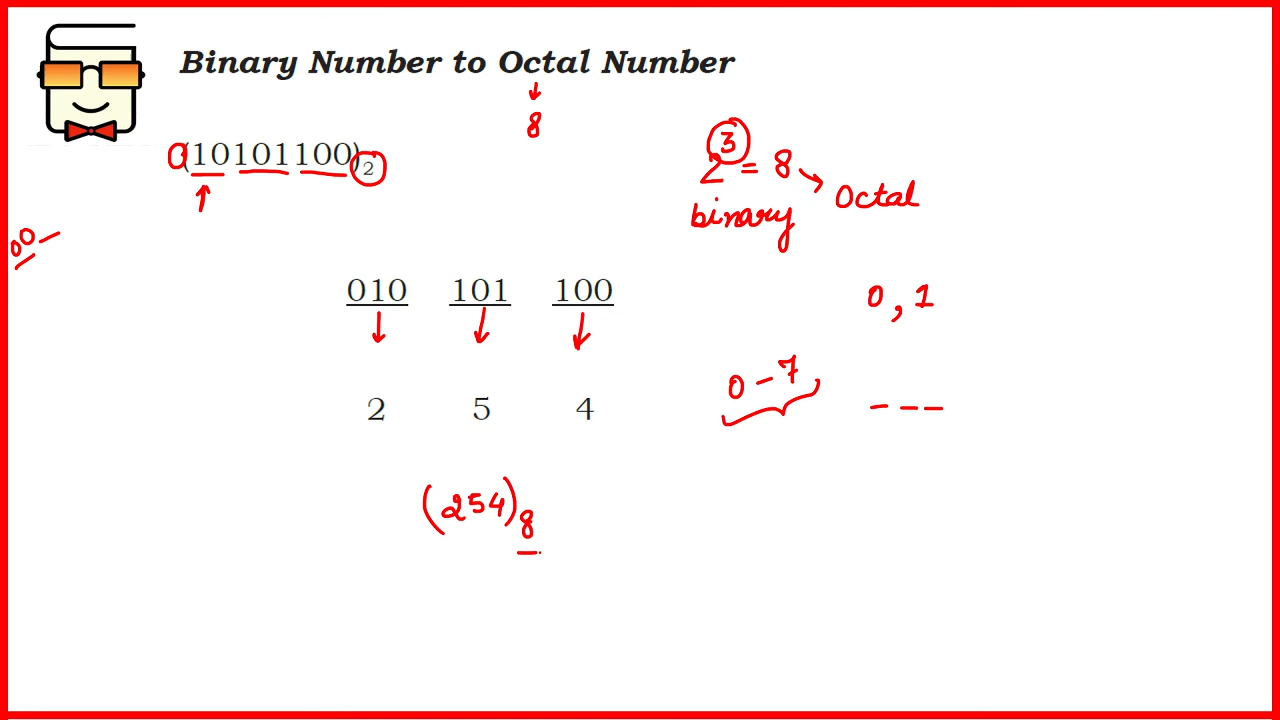 Binary Number to Octal Number
8
0(10101100)2
2^3 = 8
Octal
binary
00 –
010 101 100
0, 1
0 – 7,
2 5 4
– – –
(254)8